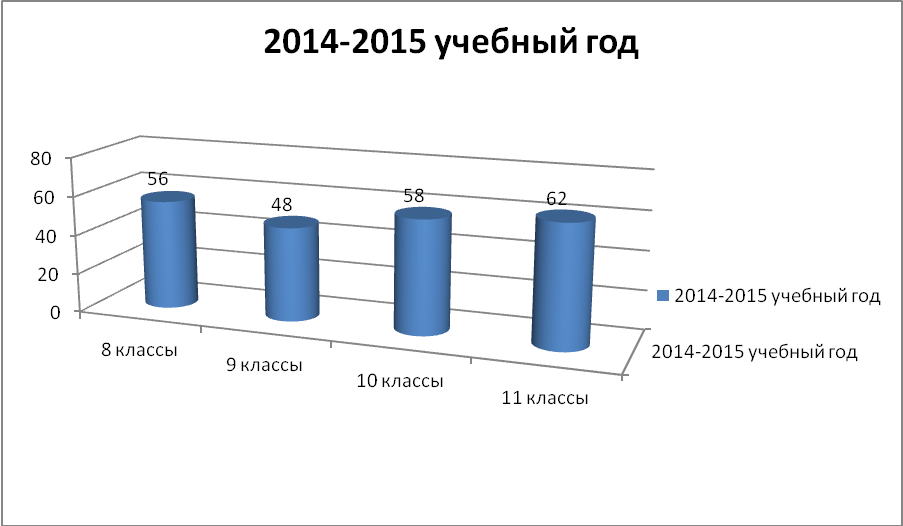 2014-2015 учебный год
80
60
40
20
0
56
48
58
62
8 классы
9 классы
10 классы
11 классы
2014-2015 учебный год
2014-2015 учебный год